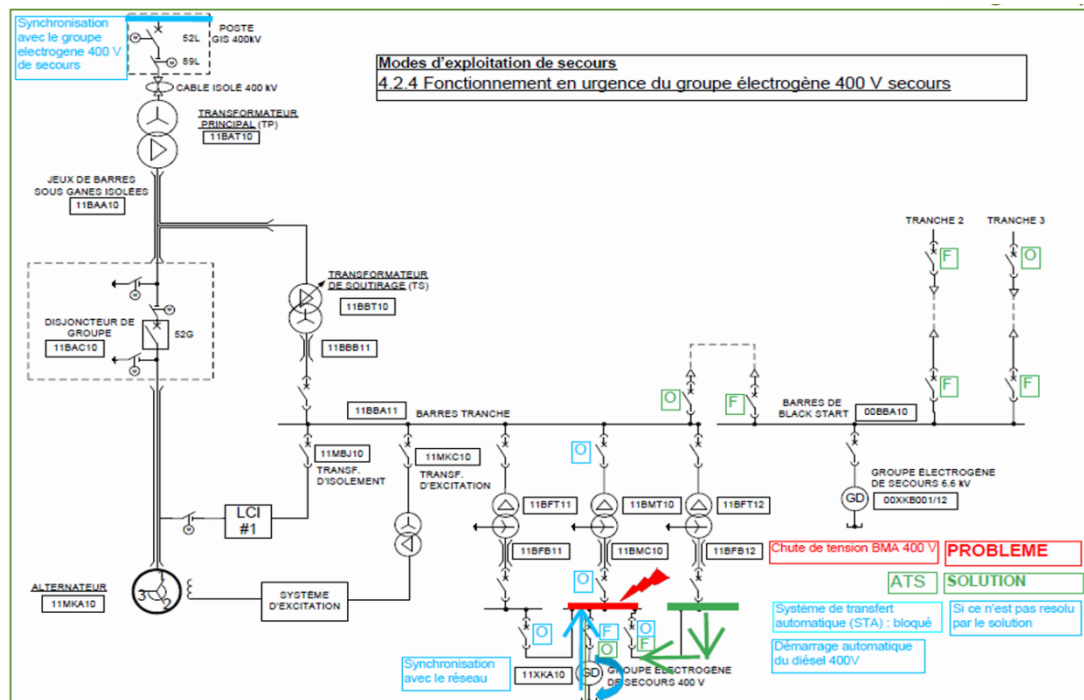 Synchronisation
avec le groupe
electrogene 400 V
de secours
POSTE
GIS 400kV
52L
89L
M
M
CABLE ISOLÉ 400 kV
Modes d'exploitation de secours
4.2.4 Fonctionnement en urgence du groupe électrogène 400 V secours
TRANSFORMATEUR
PRINCIPAL (TP)
11BAT10
JEUX DE BARRES
SOUS GANES ISOLÉES
11BAA10
TRANCHE 2
TRANCHE 3
F
O
TRANSFORMATEUR
DE SOUTIRAGE (TS)
11BBT10
M
M
DISJONCTEUR DE
GROUPE
11BAC10
52G
M
11BBB11
F
F
O
F
11BBA11
BARRES TRANCHE
BARRES DE
BLACK START
00BBA10
11MBJ10
TRANSF.
D'ISOLEMENT
11MKC10
TRANSF.
D'EXCITATION
O
GROUPE ÉLECTROGÈNE
DE SECOURS 6.6 kV
GD
00XKB001/12
11BFT11
11BMT10
11BFT12
LCI
#1
M
11BFB11
11BMC10
11BFB12
Chute de tension BMA 400 V
PROBLEME
ATS
SOLUTION
ALTERNATEUR
11MKA10
3
1
2
SYSTÈME
D'EXCITATION
O
Système de transfert
automatique (STA) : bloqué
Si ce n'est pas resolu
par le solution
O
F
O
O
F
Démarrage automatique
du diésel 400V
Synchronisation
avec le réseau
11XKA10
GD
GROUPE ÉLECTROGÈNE
DE SECOURS 400 V